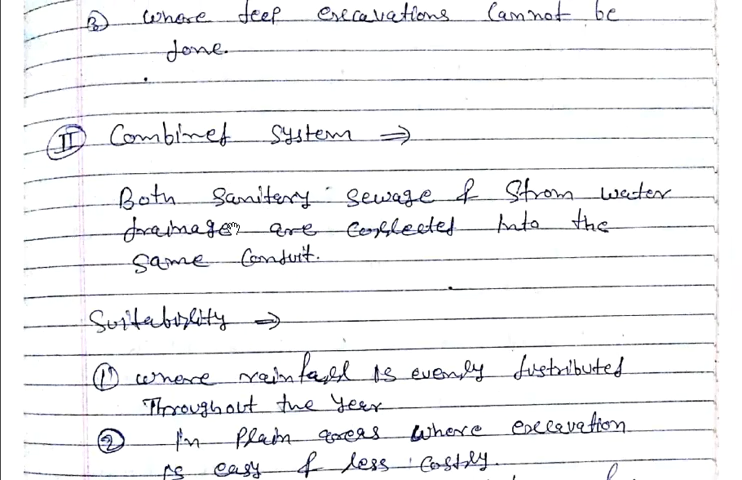 ③ Where deep excavations cannot be
done.
Ⅱ Combined System ⇒
Both Sanitery Sewage & Strom water
drainages are collected into the
same Conduit.
Suitability ⇒
① where rainfall is evenly distributed
Throughout the Year
② In Plain areas where excavation
is easy & less costly.